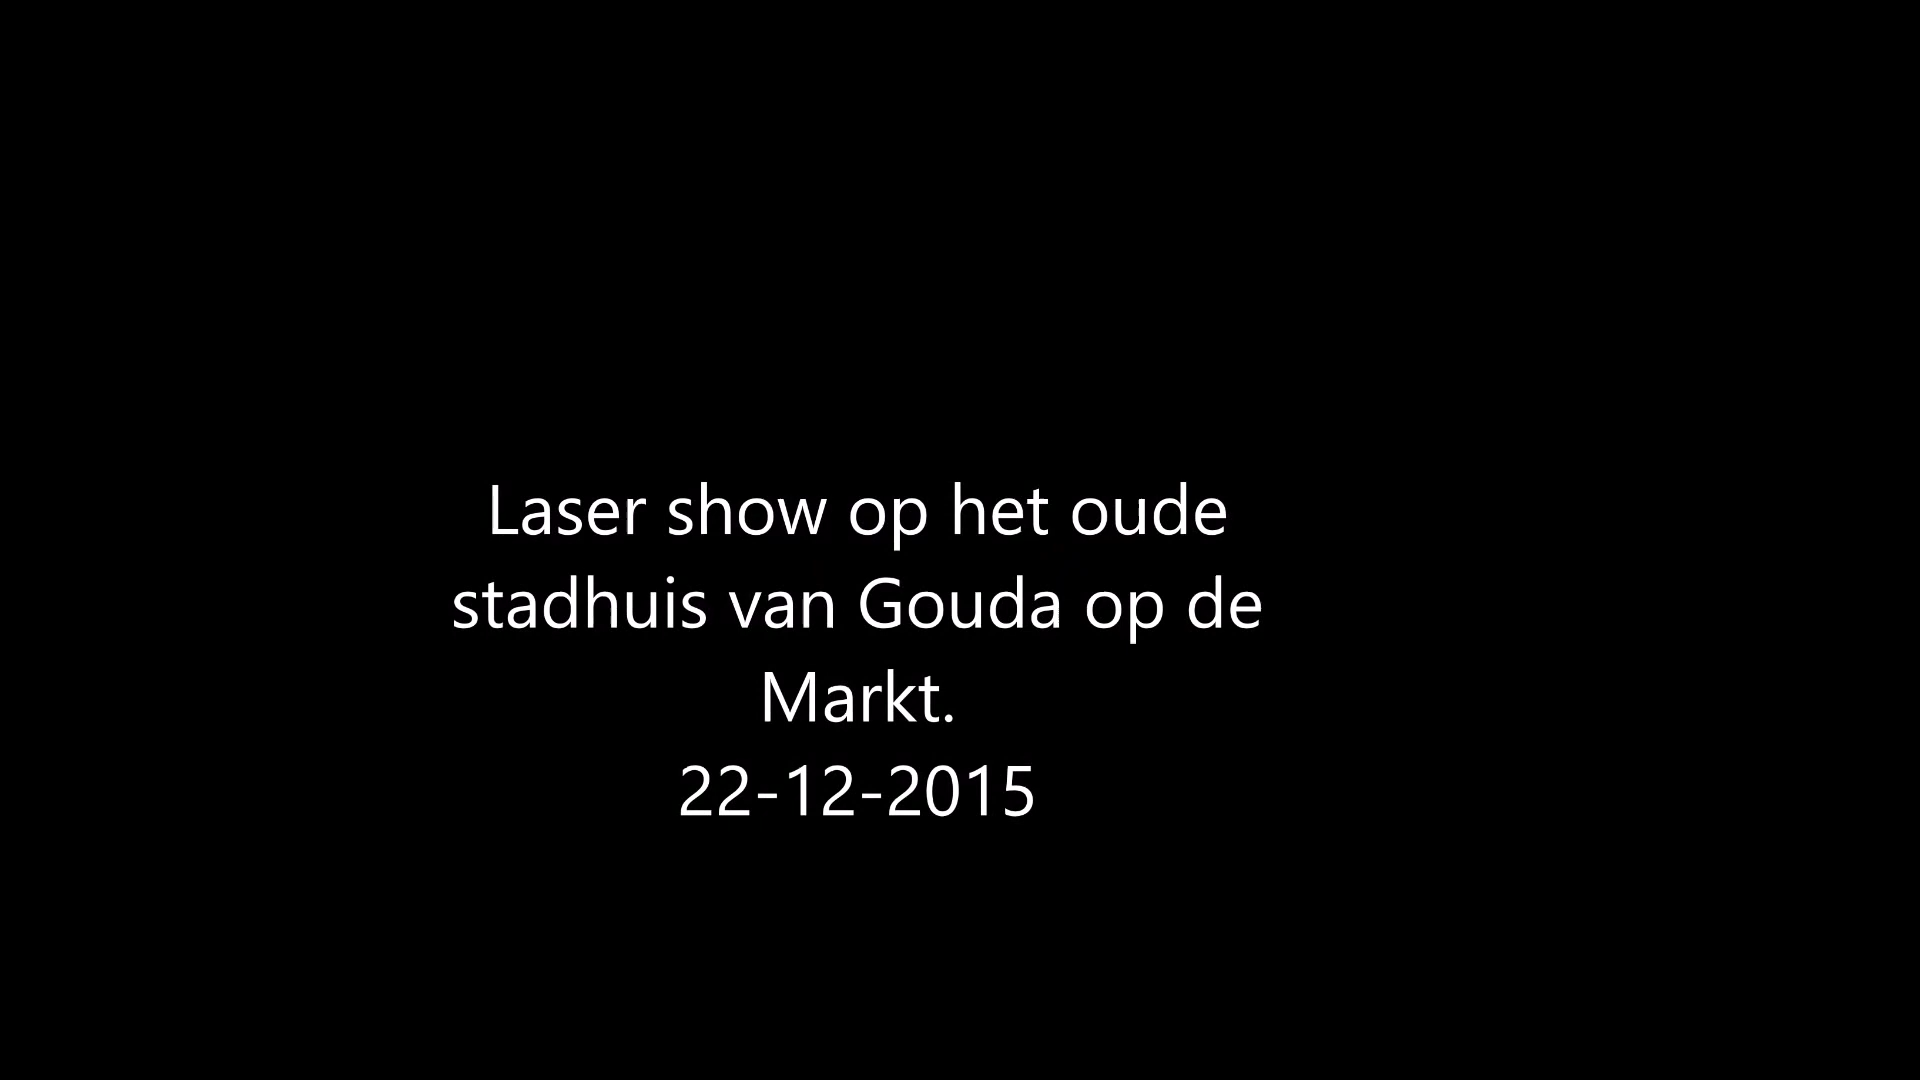 Laser show op het oude
stadhuis van Gouda op de
Markt.
22-12-2015